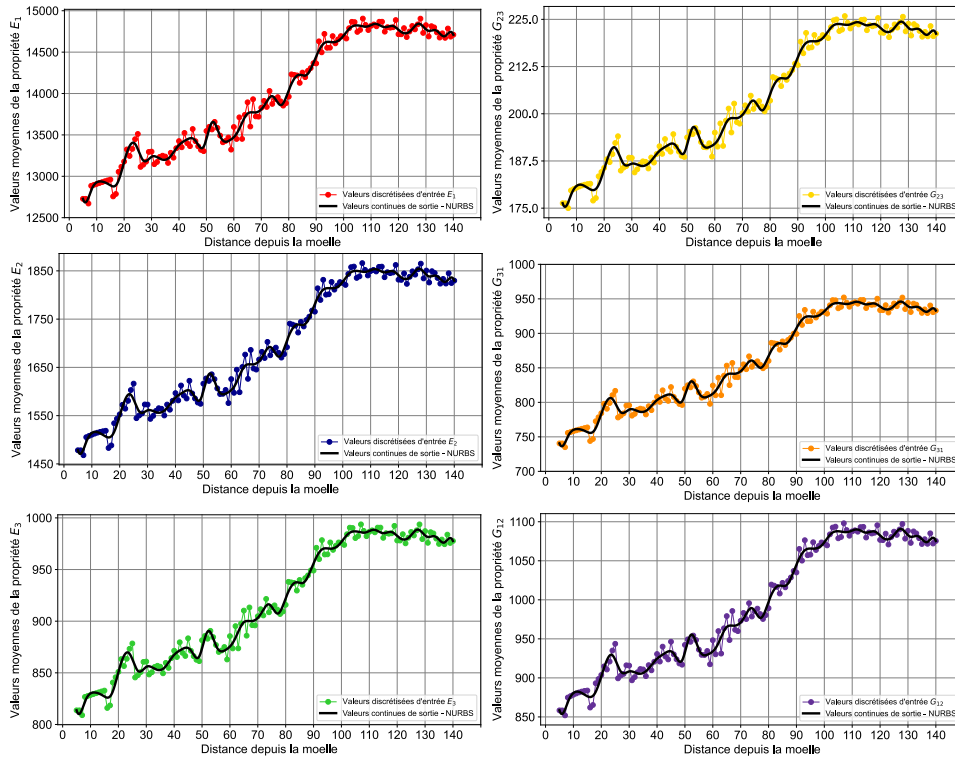 Valeurs moyennes de la propriété E1
15000
14500
14000
13500
13000
12500
0 10 20 30 40 50 60 70 80 90 100 110 120 130 140
Distance depuis la moelle
Valeurs discrétisées d'entrée E1
Valeurs continues de sortie - NURBS
Valeurs moyennes de la propriété G23
225.0
212.5
200.0
187.5
175.0
0 10 20 30 40 50 60 70 80 90 100 110 120 130 140
Distance depuis la moelle
Valeurs discrétisées d'entrée G23
Valeurs continues de sortie - NURBS
Valeurs moyennes de la propriété E2
1850
1750
1650
1550
1450
0 10 20 30 40 50 60 70 80 90 100 110 120 130 140
Distance depuis la moelle
Valeurs discrétisées d'entrée E2
Valeurs continues de sortie - NURBS
Valeurs moyennes de la propriété G31
1000
950
900
850
800
750
700
0 10 20 30 40 50 60 70 80 90 100 110 120 130 140
Distance depuis la moelle
Valeurs discrétisées d'entrée G31
Valeurs continues de sortie - NURBS
Valeurs moyennes de la propriété E3
1000
950
900
850
800
0 10 20 30 40 50 60 70 80 90 100 110 120 130 140
Distance depuis la moelle
Valeurs discrétisées d'entrée E3
Valeurs continues de sortie - NURBS
Valeurs moyennes de la propriété G12
1100
1050
1000
950
900
850
0 10 20 30 40 50 60 70 80 90 100 110 120 130 140
Distance depuis la moelle
Valeurs discrétisées d'entrée G12
Valeurs continues de sortie - NURBS